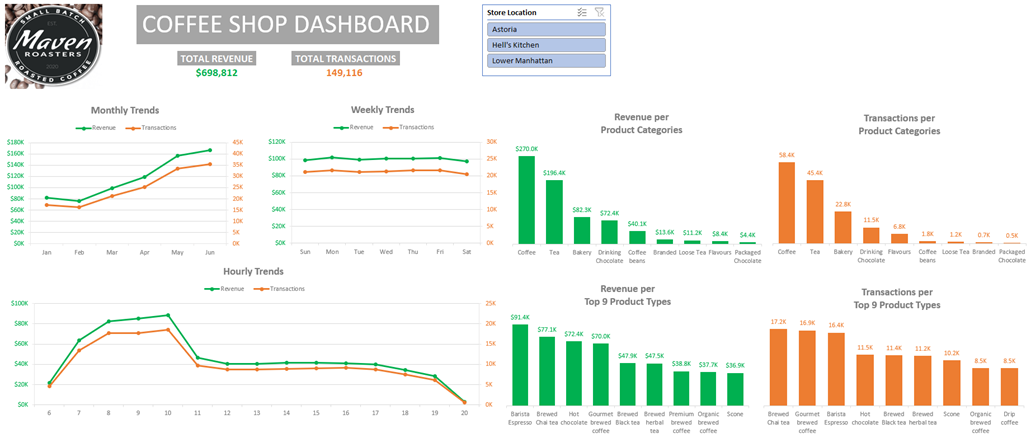 SMALL BATCH
EST.
Maven
ROASTERS
2020
ROASTED COFFEE
COFFEE SHOP DASHBOARD
TOTAL REVENUE
$698,812
TOTAL TRANSACTIONS
149,116
Store Location
Astoria
Hell's Kitchen
Lower Manhattan
Monthly Trends
Revenue Transactions
$180K
$160K
$140K
$120K
$100K
$80K
$60K
$40K
$20K
$0K
45K
40K
35K
30K
25K
20K
15K
10K
5K
0K
Jan Feb Mar Apr May Jun
Weekly Trends
Revenue Transactions
$120K
$100K
$80K
$60K
$40K
$20K
$0K
30K
25K
20K
15K
10K
5K
0K
Sun Mon Tue Wed Thu Fri Sat
Revenue per
Product Categories
$270.0K
$196.4K
$82.3K
$72.4K
$40.1K
$13.6K
$11.2K
$8.4K
$4.4K
Coffee Tea Bakery Drinking Coffee Branded Loose Tea Flavours Packaged
Chocolate beans Chocolate
Transactions per
Product Categories
58.4K
45.4K
22.8K
11.5K
6.8K
1.8K
1.2K
0.7K
0.5K
Coffee Tea Bakery Drinking Flavours Coffee Loose Tea Branded Packaged
Chocolate beans Chocolate
Hourly Trends
Revenue Transactions
$100K
$80K
$60K
$40K
$20K
$0K
25K
20K
15K
10K
5K
0K
6 7 8 9 10 11 12 13 14 15 16 17 18 19 20
Revenue per
Top 9 Product Types
$91.4K
$77.1K
$72.4K
$70.0K
$47.9K
$47.5K
$38.8K
$37.7K
$36.9K
Barista Brewed Hot Gourmet Brewed Brewed Premium Organic Scone
Espresso Chai tea chocolate brewed Black tea herbal brewed brewed
coffee tea coffee coffee
Transactions per
Top 9 Product Types
17.2K
16.9K
16.4K
11.5K
11.4K
11.2K
10.2K
8.5K
8.5K
Brewed Gourmet Barista Hot Brewed Brewed Scone Organic Drip
Chai tea brewed Espresso chocolate Black tea herbal tea brewed coffee
coffee coffee